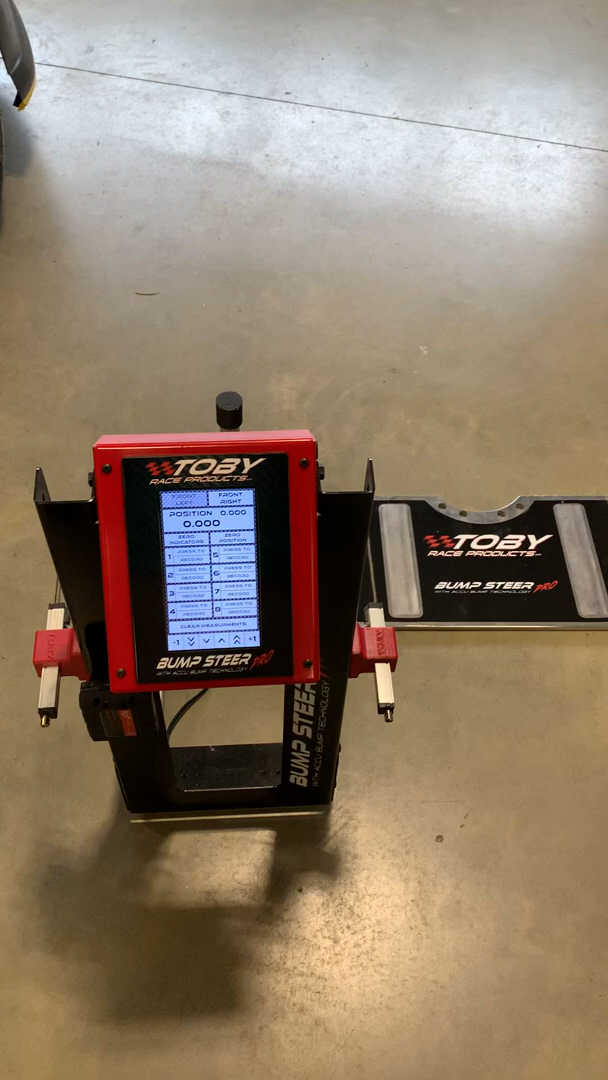 TOBY
RACE PRODUCTS
FRONT LEFT
FRONT RIGHT
POSITION 0.000
0.000
ZERO INDICATORS
ZERO POSITION
1 PRESS TO RECORD
5 PRESS TO RECORD
2 PRESS TO RECORD
6 PRESS TO RECORD
3 PRESS TO RECORD
7 PRESS TO RECORD
4 PRESS TO RECORD
8 PRESS TO RECORD
CLEAR MEASUREMENTS
-1 +1
BUMP STEER PRO
WITH ACCU BUMP TECHNOLOGY
TOBY
RACE PRODUCTS
BUMP STEER PRO
WITH ACCU BUMP TECHNOLOGY
TOBY
TOBY
BUMP STEER
WITH ACCU BUMP TECHNOLOGY